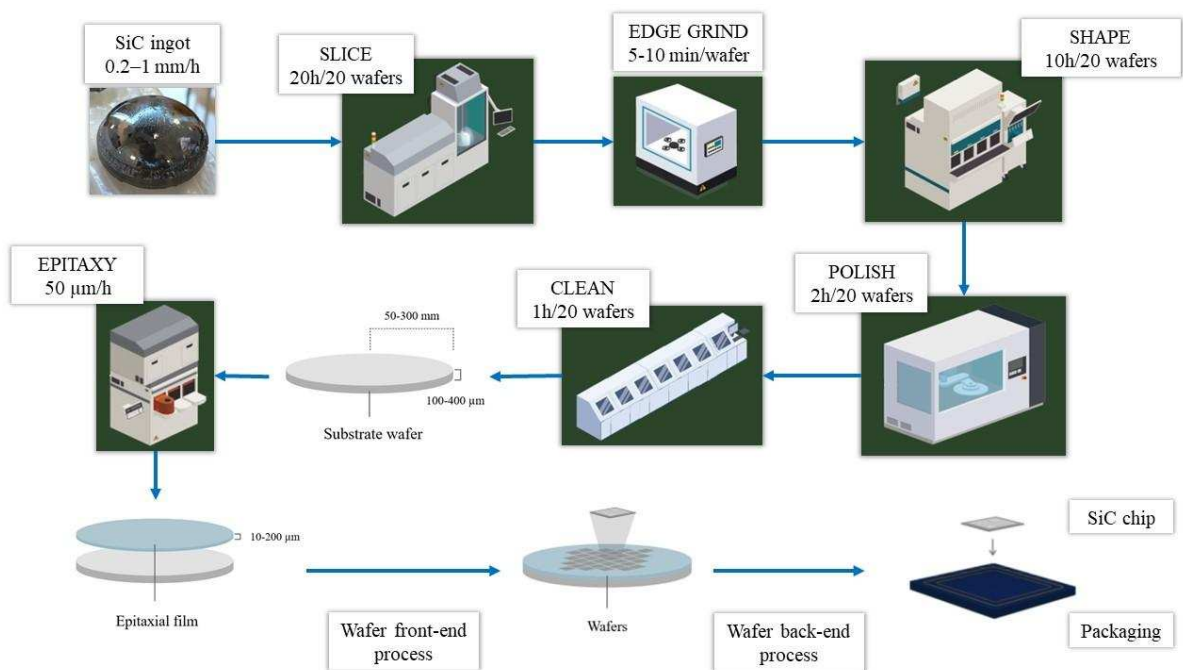 SiC ingot
0.2–1 mm/h
SLICE
20h/20 wafers
EDGE GRIND
5-10 min/wafer
SHAPE
10h/20 wafers
POLISH
2h/20 wafers
CLEAN
1h/20 wafers
50-300 mm
100-400 μm
Substrate wafer
EPITAXY
50 μm/h
10-200 μm
Epitaxial film
Wafer front-end
process
Wafers
Wafer back-end
process
SiC chip
Packaging